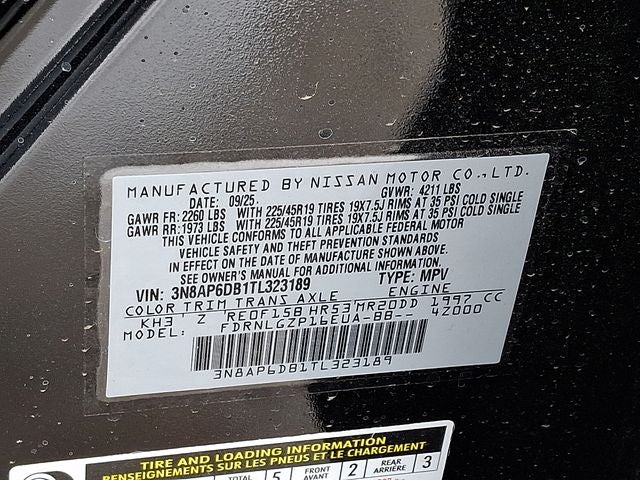 MANUFACTURED BY NISSAN MOTOR CO.,LTD.
DATE: 09/25. GVWR: 4211 LBS
GAWR FR: 2260 LBS WITH 225/45R19 TIRES 19X7.5J RIMS AT 35 PSI COLD SINGLE
GAWR RR: 1973 LBS WITH 225/45R19 TIRES 19X7.5J RIMS AT 35 PSI COLD SINGLE
THIS VEHICLE CONFORMS TO ALL APPLICABLE FEDERAL MOTOR
VEHICLE SAFETY AND THEFT PREVENTION STANDARDS
IN EFFECT ON THE DATE OF MANUFACTURE SHOWN ABOVE.
SEE OWNER'S MANUAL FOR ADDITIONAL INFORMATION.
VIN: 3N8AP6DB1TL323189 TYPE: MPV
COLOR TRIM TRANS AXLE ENGINE
KH3 Z RE0F15B HR53 MR20DD 1997 CC
MODEL: FDRNLGZP16EUA-BB-- 4Z000
3N8AP6DB1TL323189
TIRE AND LOADING INFORMATION
RENSEIGNEMENTS SUR LES PNEUS ET LE CHARGEMENT
TOTAL 5 FRONT AVANT 2 REAR ARRIÈRE 3